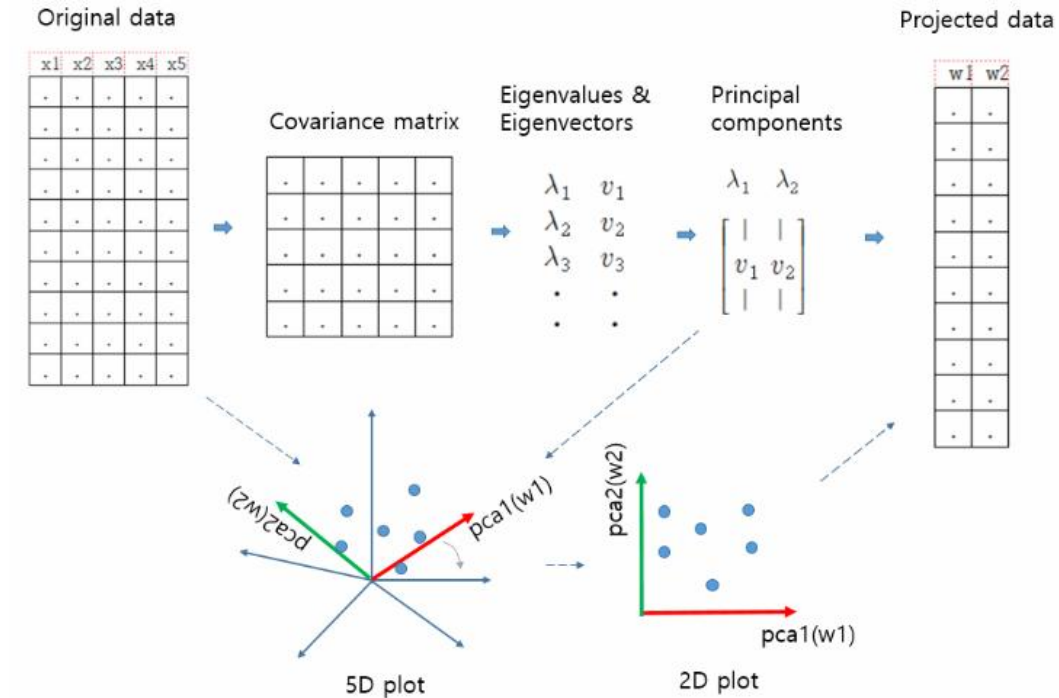 Original data
Projected data
x1 x2 x3 x4 x5
w1 w2
Covariance matrix
Eigenvalues &
Eigenvectors
Principal
components
λ₁ v₁
λ₂ v₂
λ₃ v₃
λ₁ λ₂
v₁ v₂
pca2(w2)
pca1(w1)
pca2(w2)
pca1(w1)
5D plot
2D plot